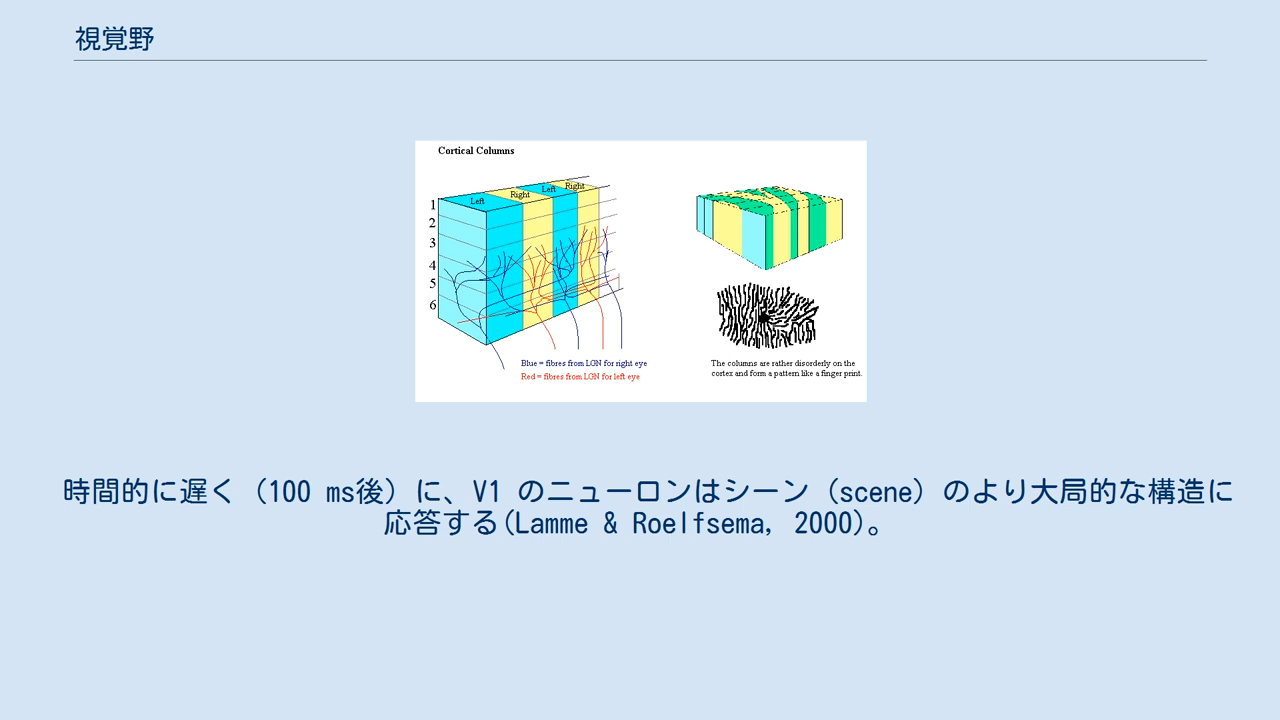 視覚野
Cortical Columns
Left
Right
Left
Right
1
2
3
4
5
6
Blue = fibres from LGN for right eye
Red = fibres from LGN for left eye
The columns are rather disorderly on the
cortex and form a pattern like a finger print.
時間的に遅く（100 ms後）に、V1 のニューロンはシーン（scene）のより大局的な構造に
応答する(Lamme & Roelfsema, 2000)。